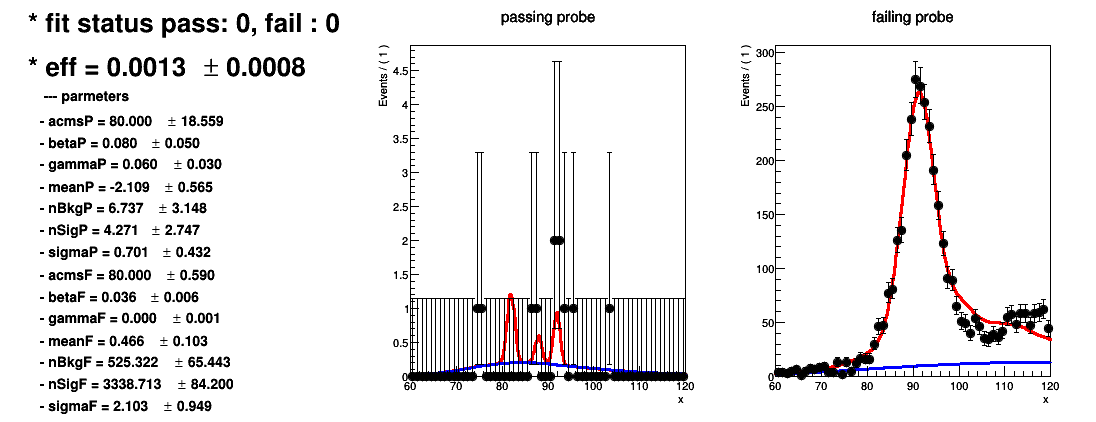 * fit status pass: 0, fail : 0
* eff = 0.0013 ± 0.0008
--- parmeters
- acmsP = 80.000 ± 18.559
- betaP = 0.080 ± 0.050
- gammaP = 0.060 ± 0.030
- meanP = -2.109 ± 0.565
- nBkgP = 6.737 ± 3.148
- nSigP = 4.271 ± 2.747
- sigmaP = 0.701 ± 0.432
- acmsF = 80.000 ± 0.590
- betaF = 0.036 ± 0.006
- gammaF = 0.000 ± 0.001
- meanF = 0.466 ± 0.103
- nBkgF = 525.322 ± 65.443
- nSigF = 3338.713 ± 84.200
- sigmaF = 2.103 ± 0.949
passing probe
Events / ( 1 )
4.5
4
3.5
3
2.5
2
1.5
1
0.5
0
60 70 80 90 100 110 120
x
failing probe
Events / ( 1 )
300
250
200
150
100
50
0
60 70 80 90 100 110 120
x